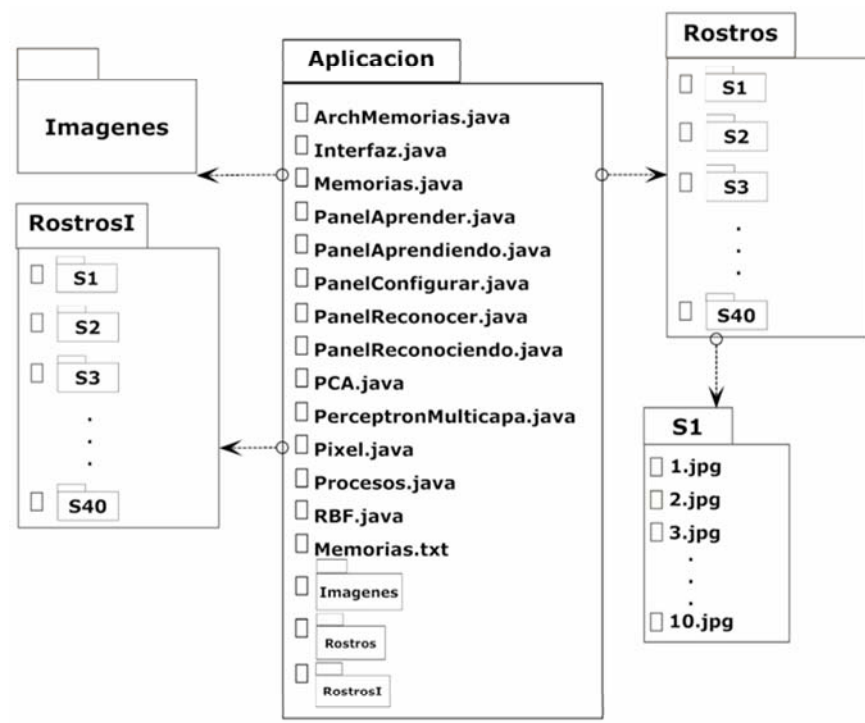 Imagenes
RostrosI
S1
S2
S3
.
.
.
S40
Aplicacion
ArchMemorias.java
Interfaz.java
Memorias.java
PanelAprender.java
PanelAprendiendo.java
PanelConfigurar.java
PanelReconocer.java
PanelReconociendo.java
PCA.java
PerceptronMulticapa.java
Pixel.java
Procesos.java
RBF.java
Memorias.txt
Imagenes
Rostros
RostrosI
Rostros
S1
S2
S3
.
.
.
S40
S1
1.jpg
2.jpg
3.jpg
.
.
.
10.jpg